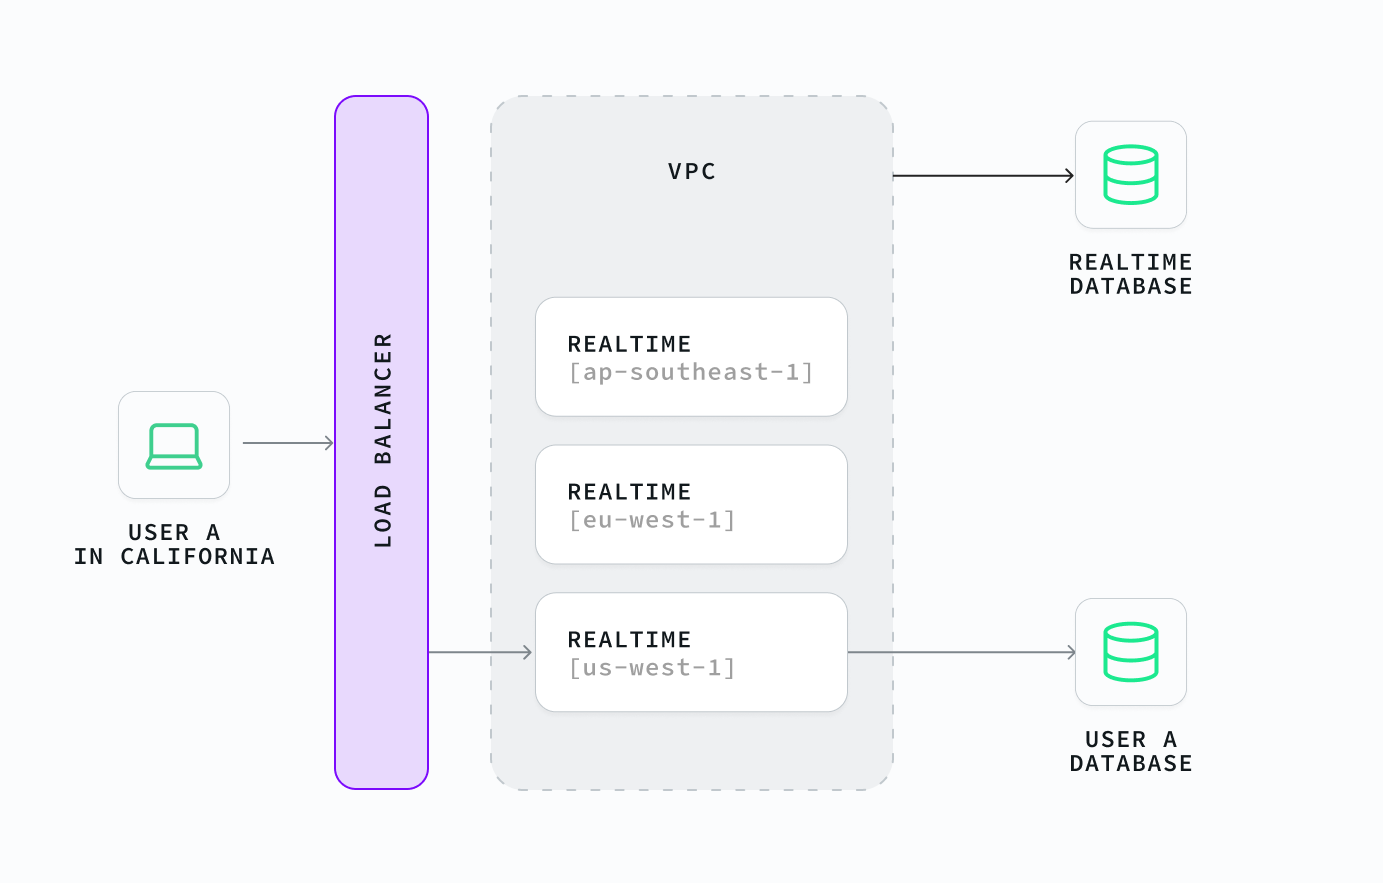 USER A
IN CALIFORNIA
LOAD BALANCER
VPC
REALTIME
[ap-southeast-1]
REALTIME
[eu-west-1]
REALTIME
[us-west-1]
REALTIME
DATABASE
USER A
DATABASE